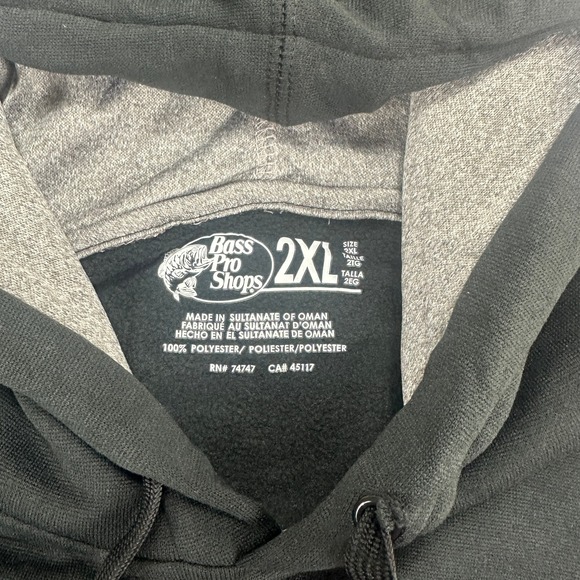 Bass
Pro
Shops
2XL
SIZE
2XL
TAILLE
2TG
TALLA
2EG
MADE IN SULTANATE OF OMAN
FABRIQUÉ AU SULTANAT D'OMAN
HECHO EN EL SULTANATE DE OMAN
100% POLYESTER/ POLIESTER/POLYESTER
RN# 74747 CA# 45117